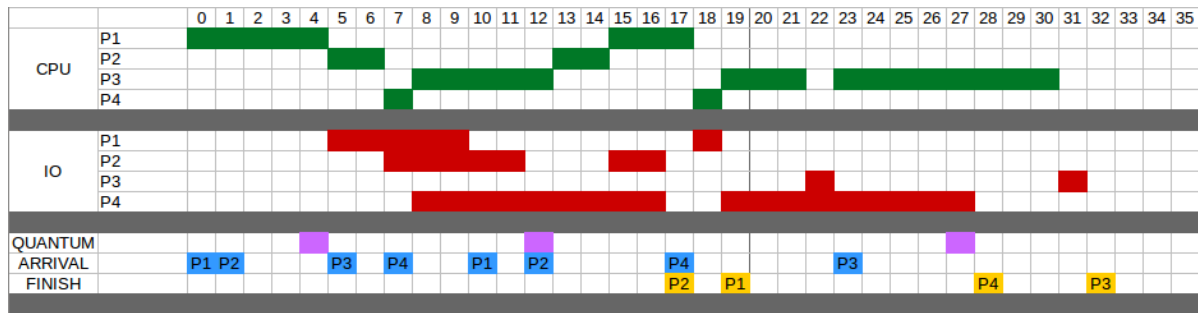 0 1 2 3 4 5 6 7 8 9 10 11 12 13 14 15 16 17 18 19 20 21 22 23 24 25 26 27 28 29 30 31 32 33 34 35
CPU
P1
P2
P3
P4
IO
P1
P2
P3
P4
QUANTUM
ARRIVAL P1 P2 P3 P4 P1 P2 P4 P3
FINISH P2 P1 P4 P3